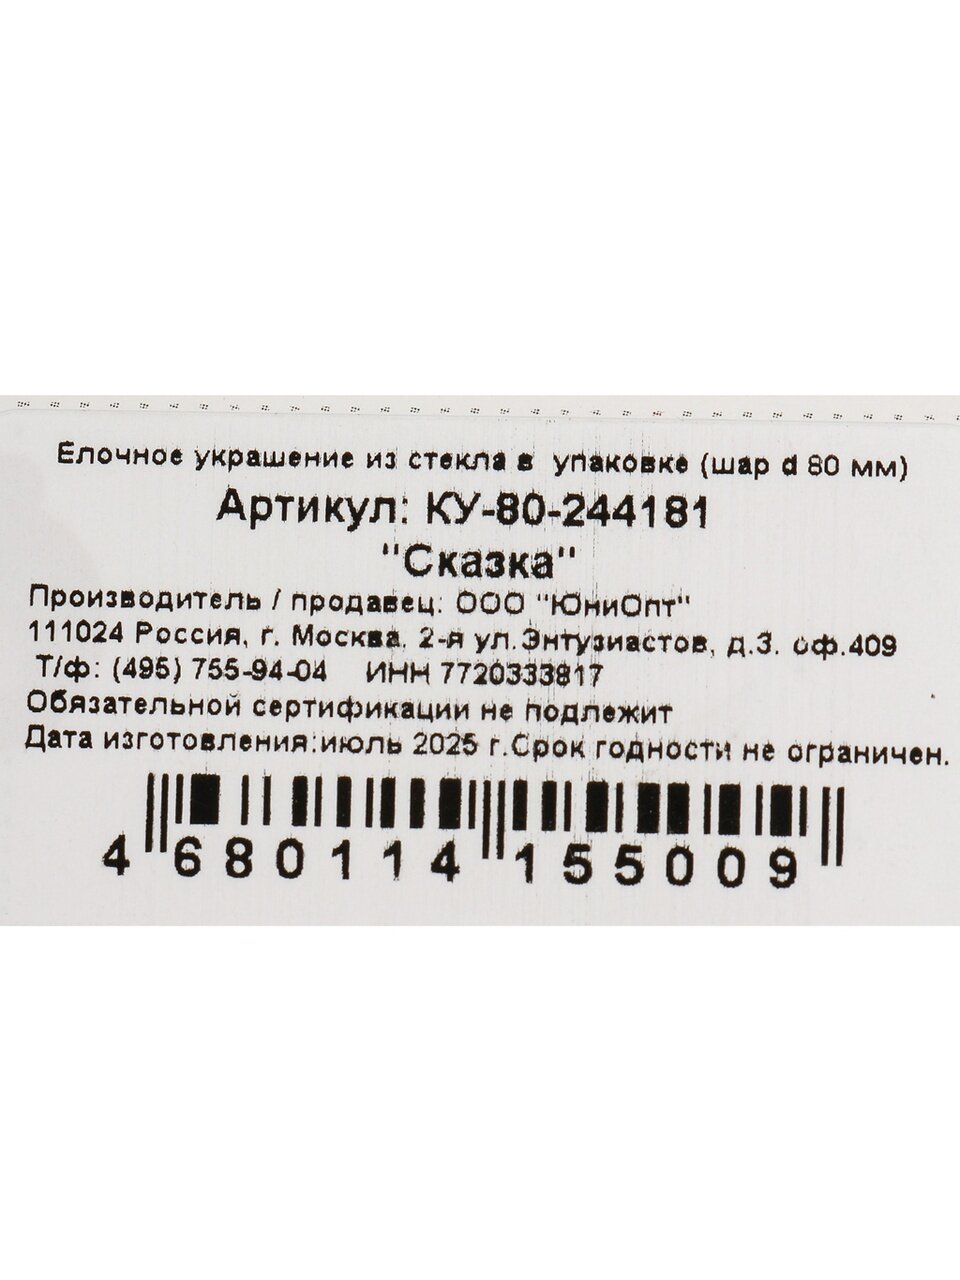 Елочное украшение из стекла в упаковке (шар d 80 мм)
Артикул: КУ-80-244181
"Сказка"
Производитель / продавец: ООО "ЮниОпт"
111024 Россия, г. Москва, 2-я ул.Энтузиастов, д.3. оф.409
Т/ф: (495) 755-94-04 ИНН 7720333817
Обязательной сертификации не подлежит
Дата изготовления:июль 2025 г.Срок годности не ограничен.
4 680114 155009